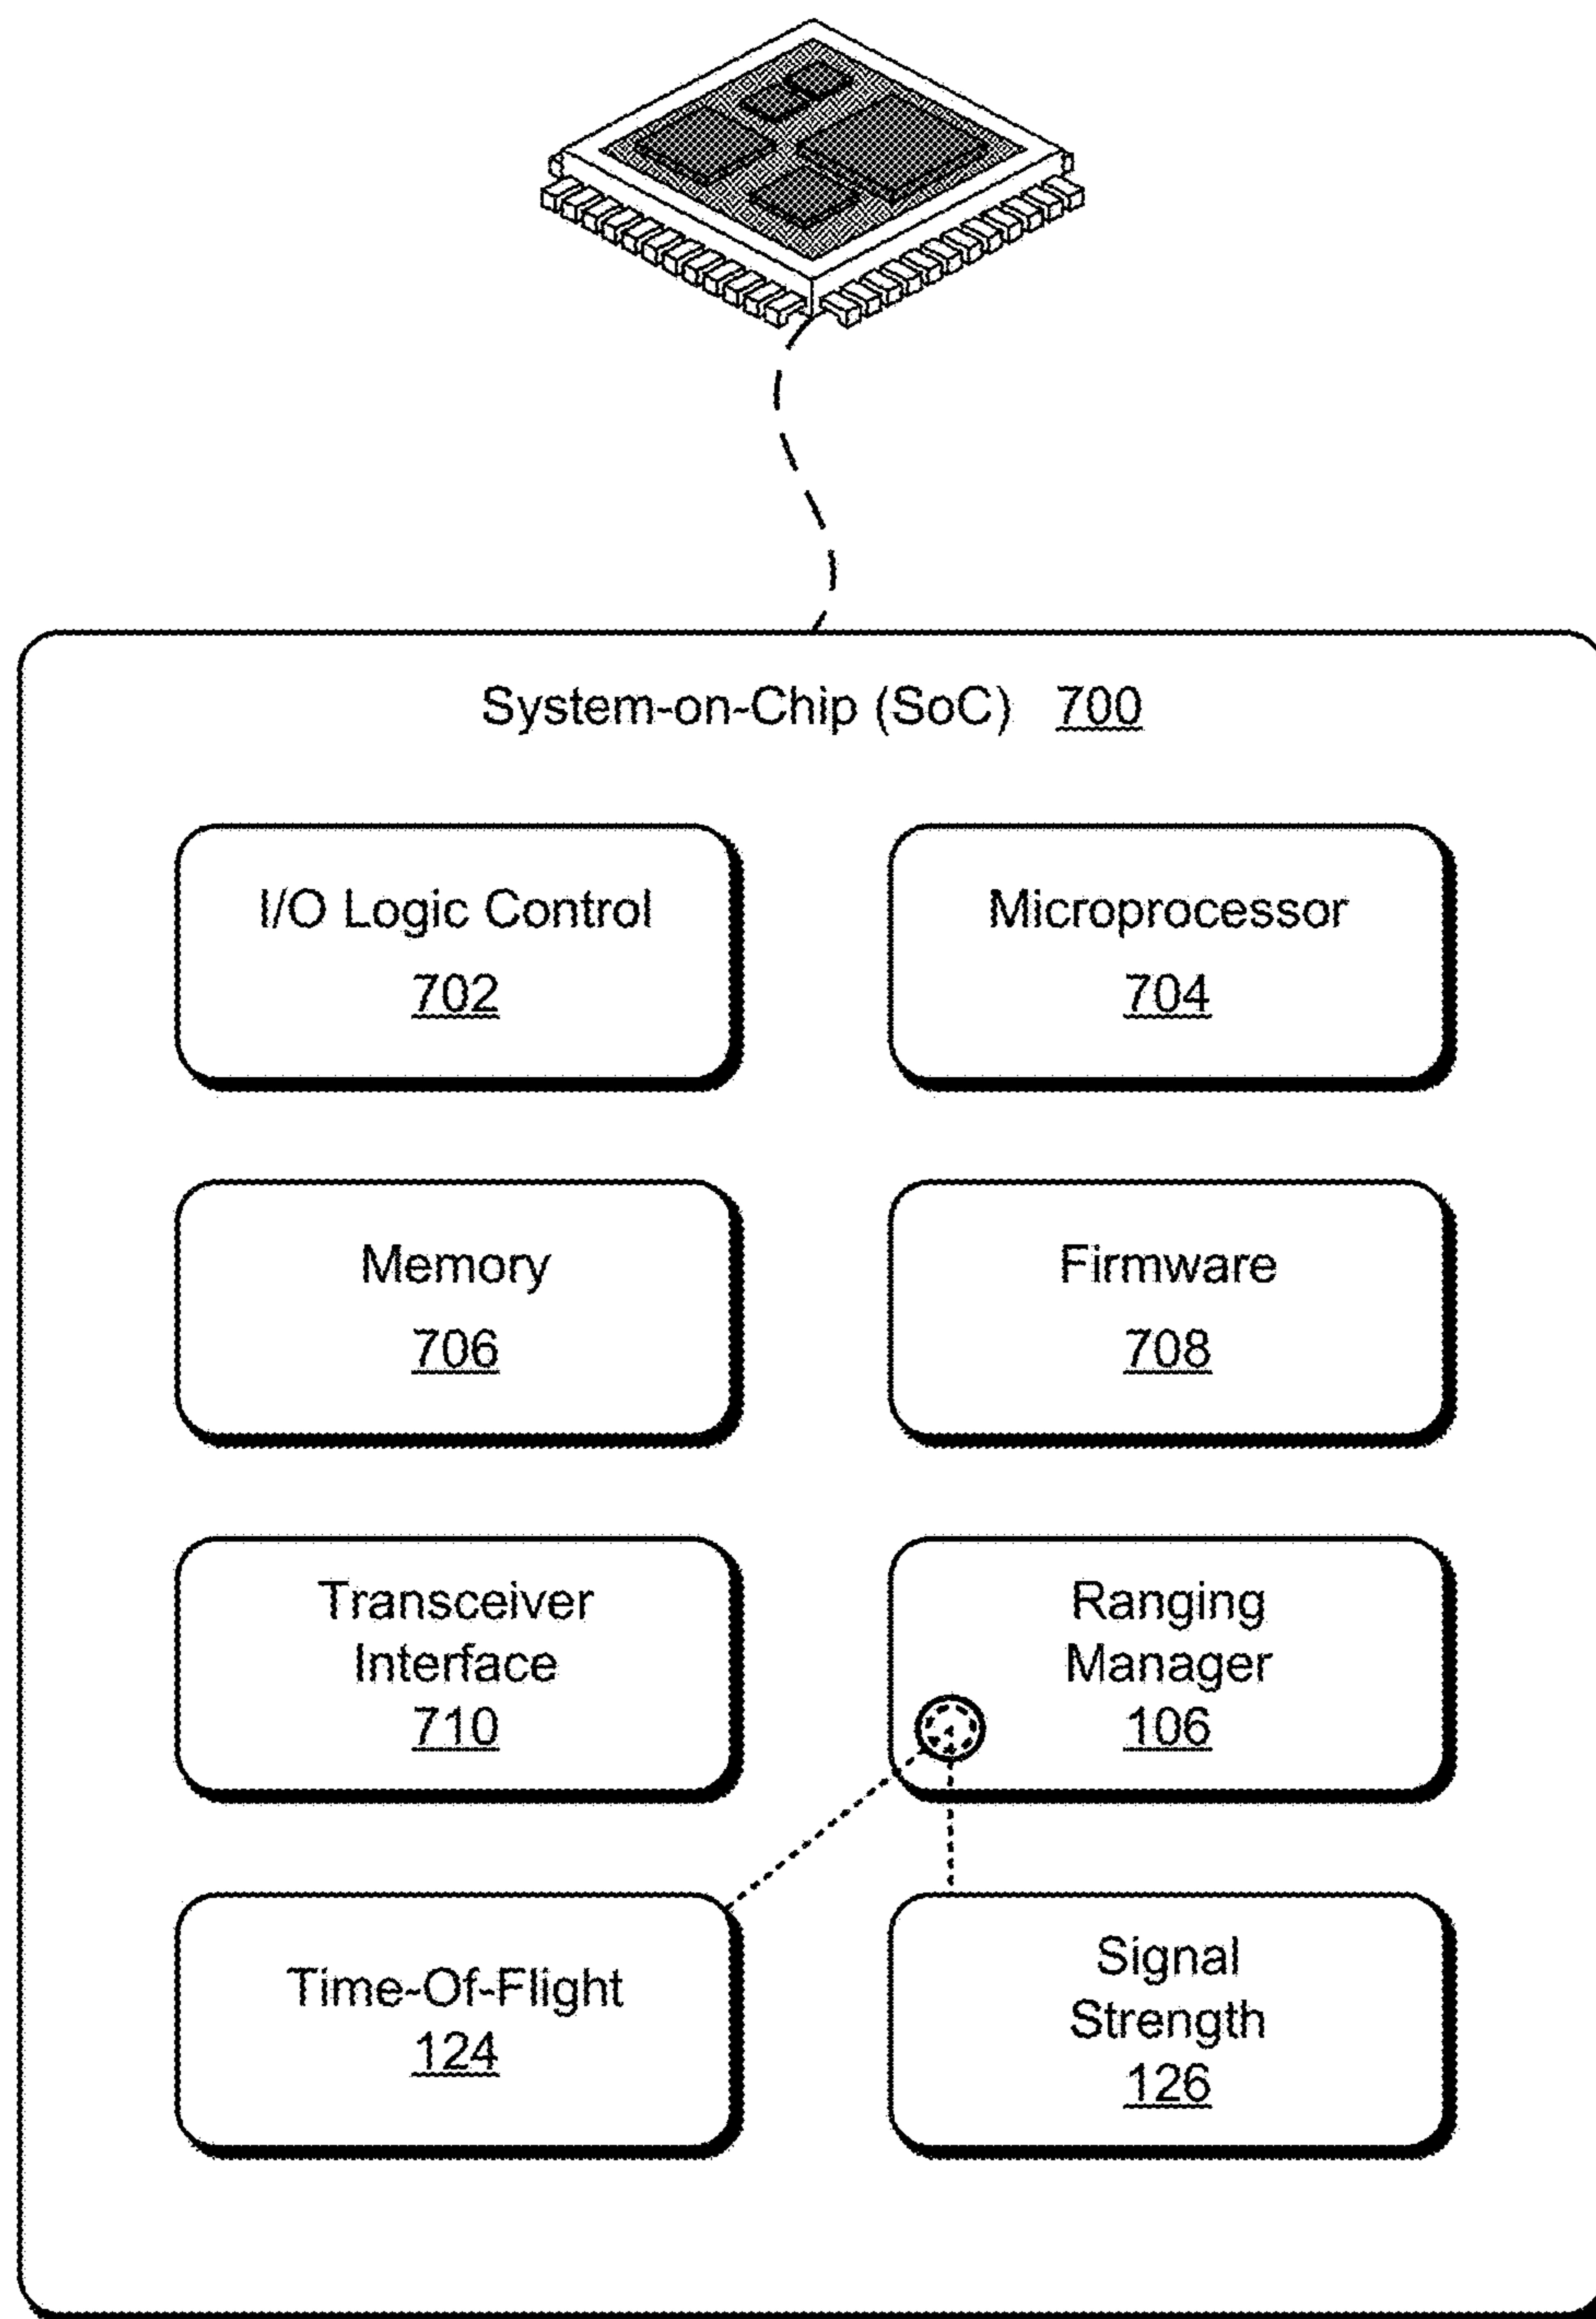 System-on-Chip (SoC) 700
I/O Logic Control
702
Microprocessor
704
Memory
706
Firmware
708
Transceiver
Interface
710
Ranging
Manager
106
Time-Of-Flight
124
Signal
Strength
126